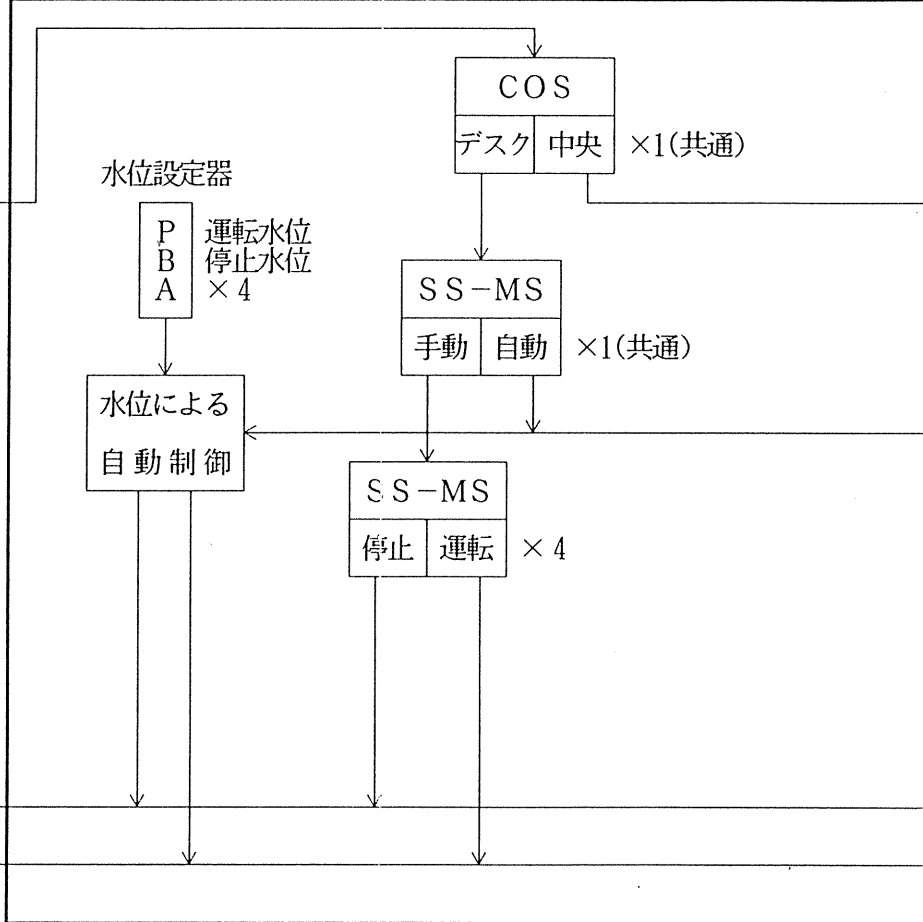 COS
デスク 中央 ×1(共通)
水位設定器
P 運転水位
B 停止水位
A ×4
SS-MS
手動 自動 ×1(共通)
水位による
自動制御
SS-MS
停止 運転 ×4